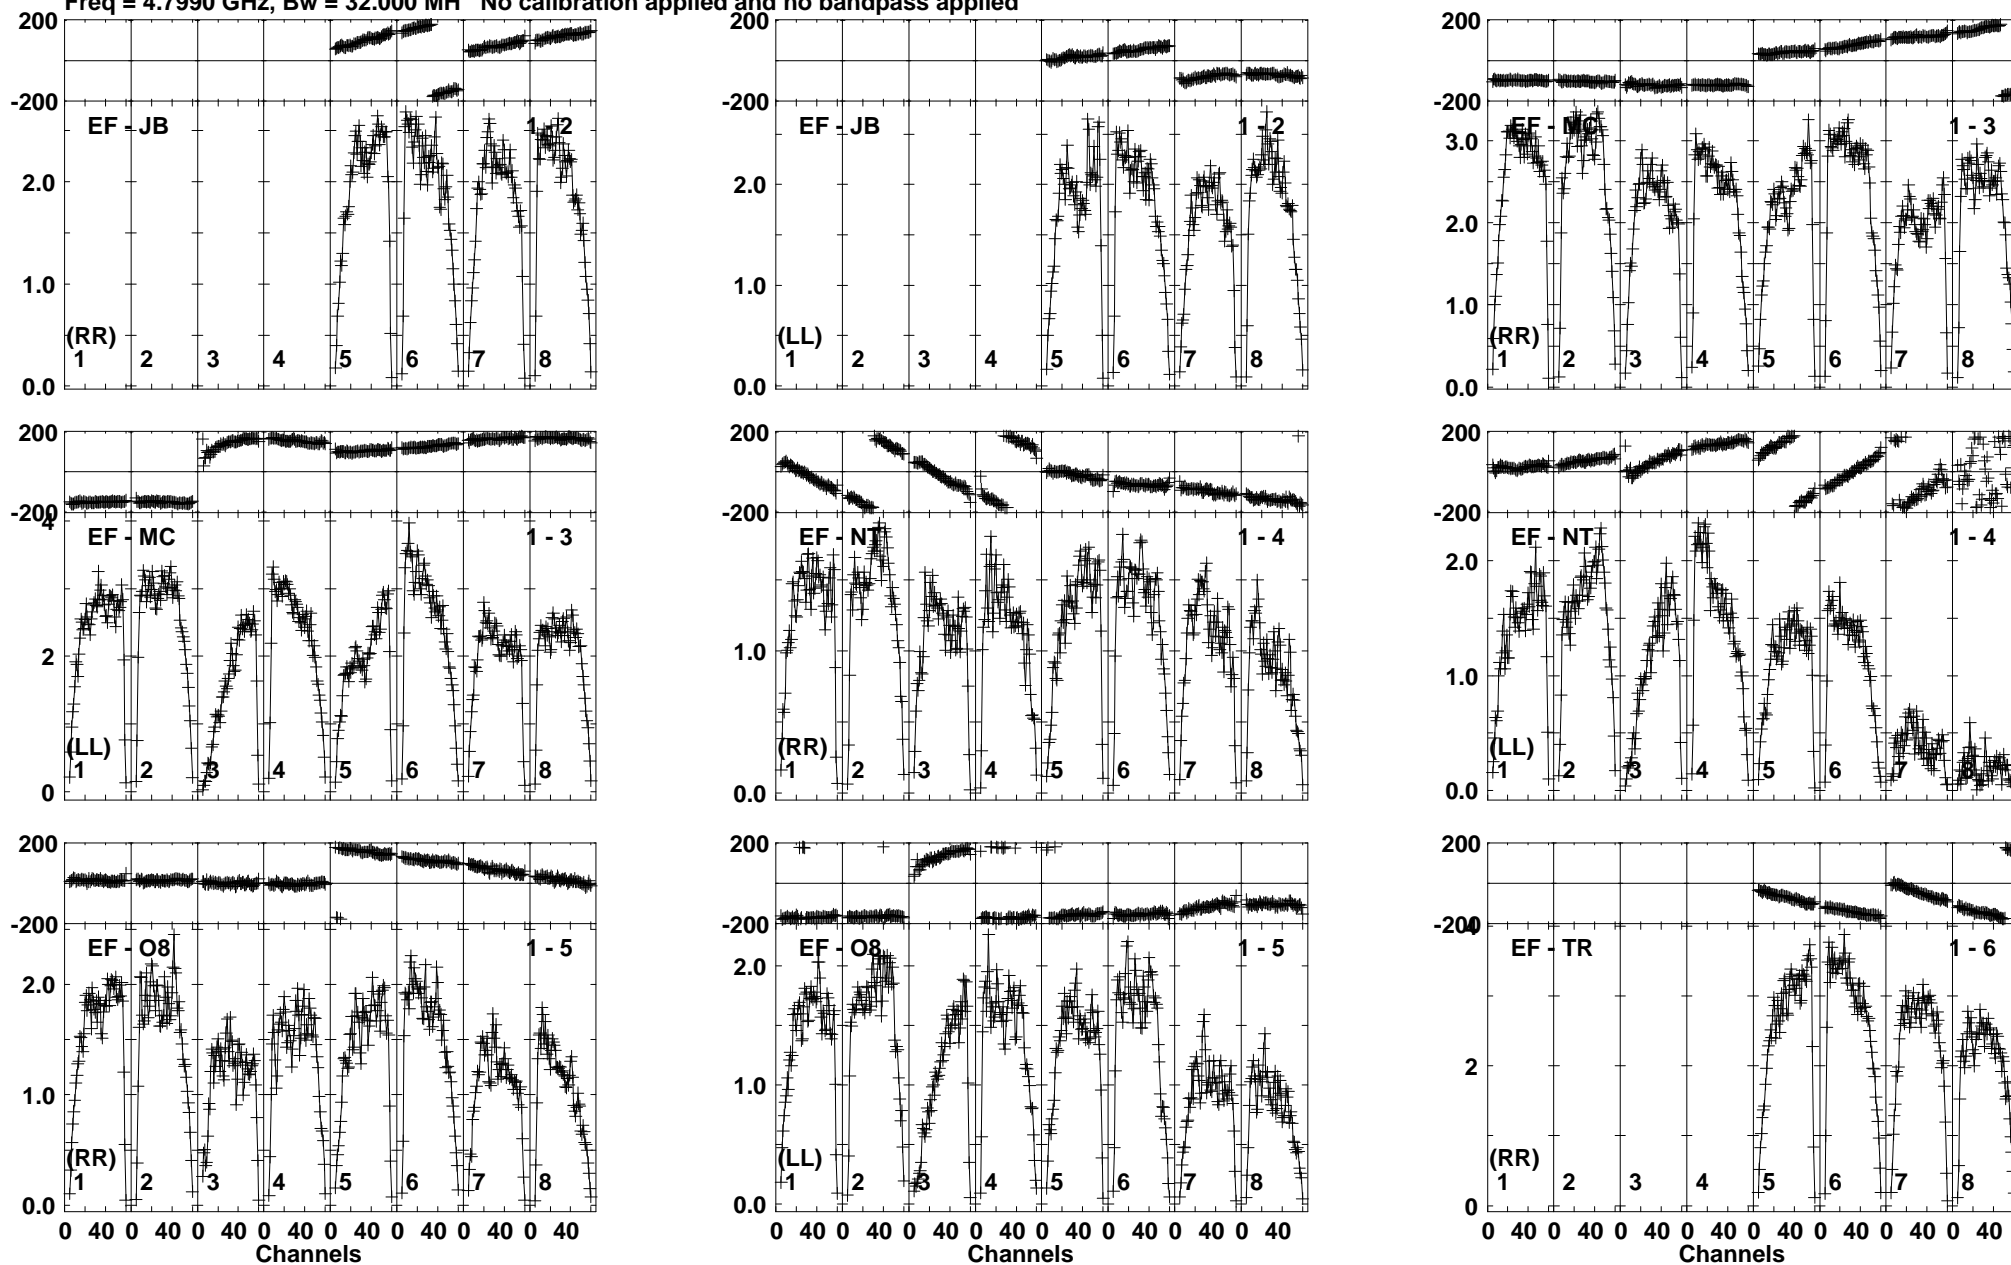 Freq = 4.7990 GHz, Bw = 32.000 MH No calibration applied and no bandpass applied
200 200 200
-200 -200 -200
EF - JB 1 - 2 EF - JB 1 - 2 EF - MC 1 - 3
3.0
2.0 2.0 2.0
1.0 1.0 1.0
(RR) (LL) (RR)
1 2 3 4 5 6 7 8 1 2 3 4 5 6 7 8 1 2 3 4 5 6 7 8
0.0 0.0 0.0
200 200 200
-200 -200 -200
4
EF - MC 1 - 3 EF - NT 1 - 4 EF - NT 1 - 4
2.0
2 1.0 1.0
(LL) (RR) (LL)
1 2 3 4 5 6 7 8 1 2 3 4 5 6 7 8 1 2 3 4 5 6 7 8
0 0.0 0.0
200 200 200
-200 -200 -200
4
EF - O8 1 - 5 EF - O8 1 - 5 EF - TR 1 - 6
2.0 2.0
2
1.0 1.0
(RR) (LL) (RR)
1 2 3 4 5 6 7 8 1 2 3 4 5 6 7 8 1 2 3 4 5 6 7 8
0.0 0.0 0
0 40 0 40 0 40 0 40 0 40 0 40 0 40 0 40 0 40 0 40 0 40 0 40 0 40 0 40 0 40 0 40 0 40 0 40 0 40 0 40 0 40 0 40 0 40 0 40
Channels Channels Channels